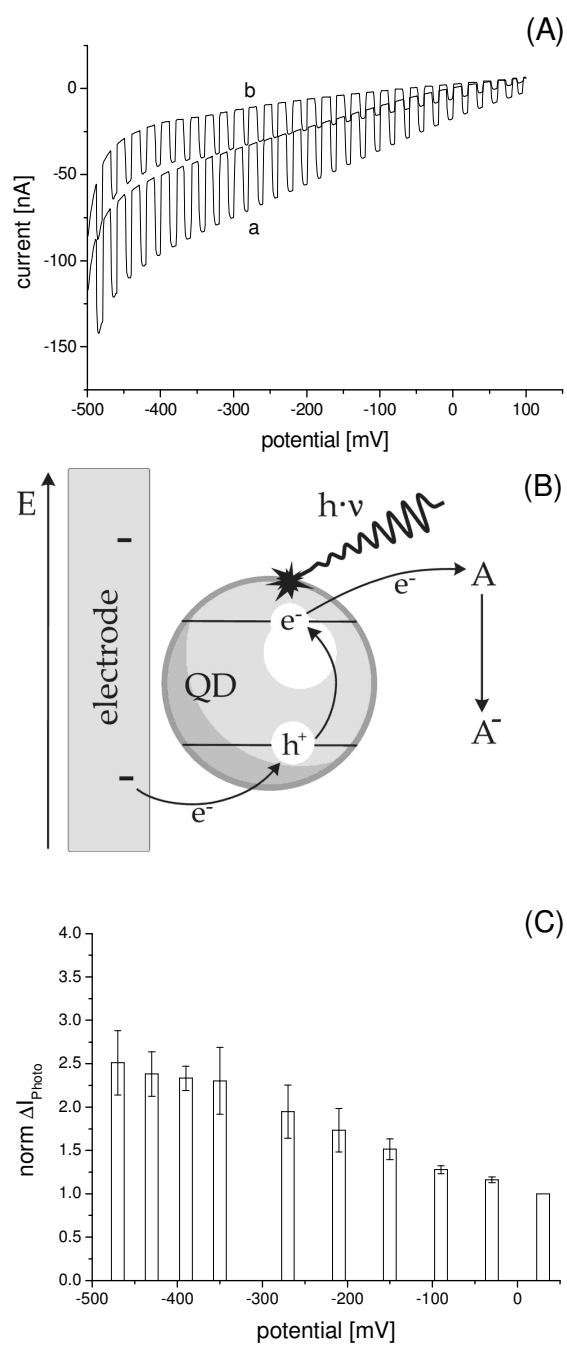 (A)
0
-50
-100
-150
current [nA]
b
a
-500
-400
-300
-200
-100
0
100
potential [mV]
(B)
E
electrode
-
-
h·ν
e⁻
A
e⁻
QD
h⁺
A⁻
e⁻
(C)
4.0
3.5
3.0
2.5
2.0
1.5
1.0
0.5
0.0
norm ΔI_Photo
-500
-400
-300
-200
-100
0
potential [mV]